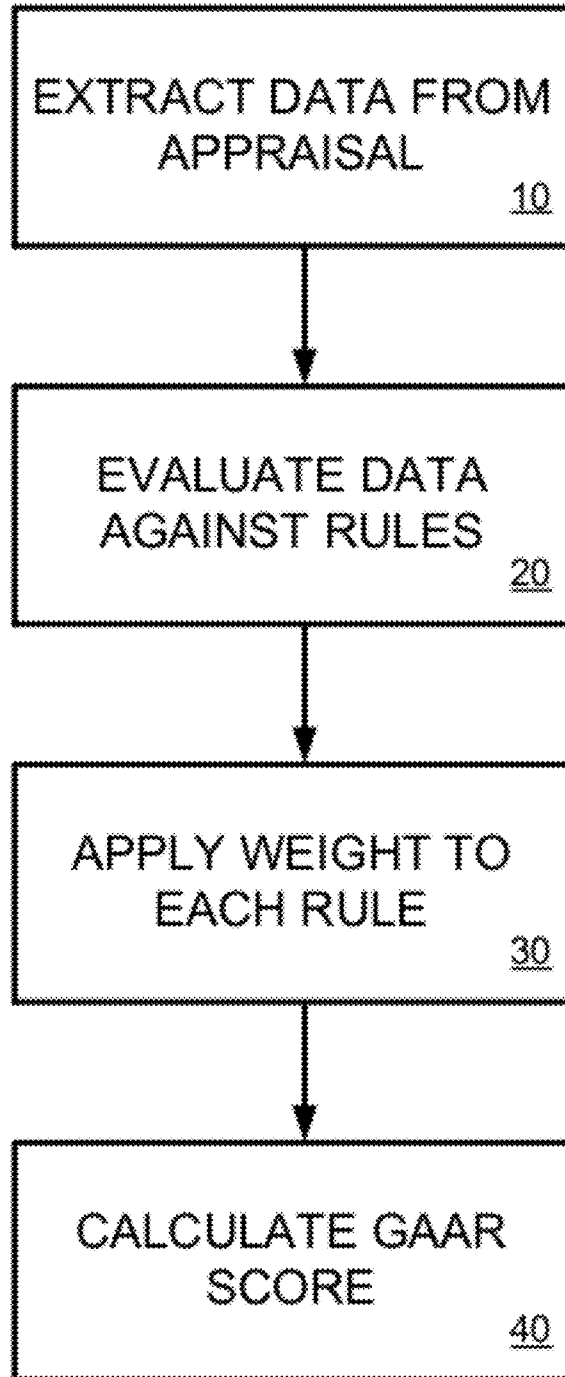 EXTRACT DATA FROM
APPRAISAL
10
EVALUATE DATA
AGAINST RULES
20
APPLY WEIGHT TO
EACH RULE
30
CALCULATE GAAR
SCORE
40